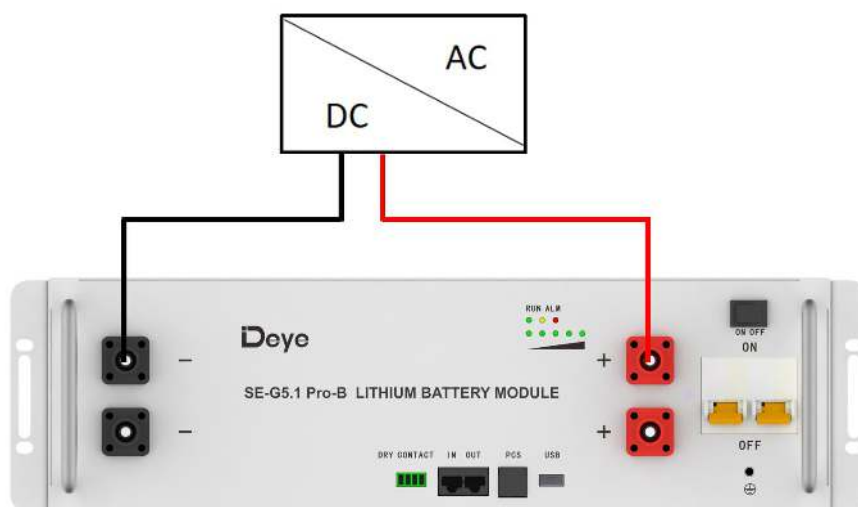 AC
DC
Deye
RUN ALM
ON OFF
ON
+
-
SE-G5.1 Pro-B LITHIUM BATTERY MODULE
-
+
OFF
DRY CONTACT IN OUT PCS USB